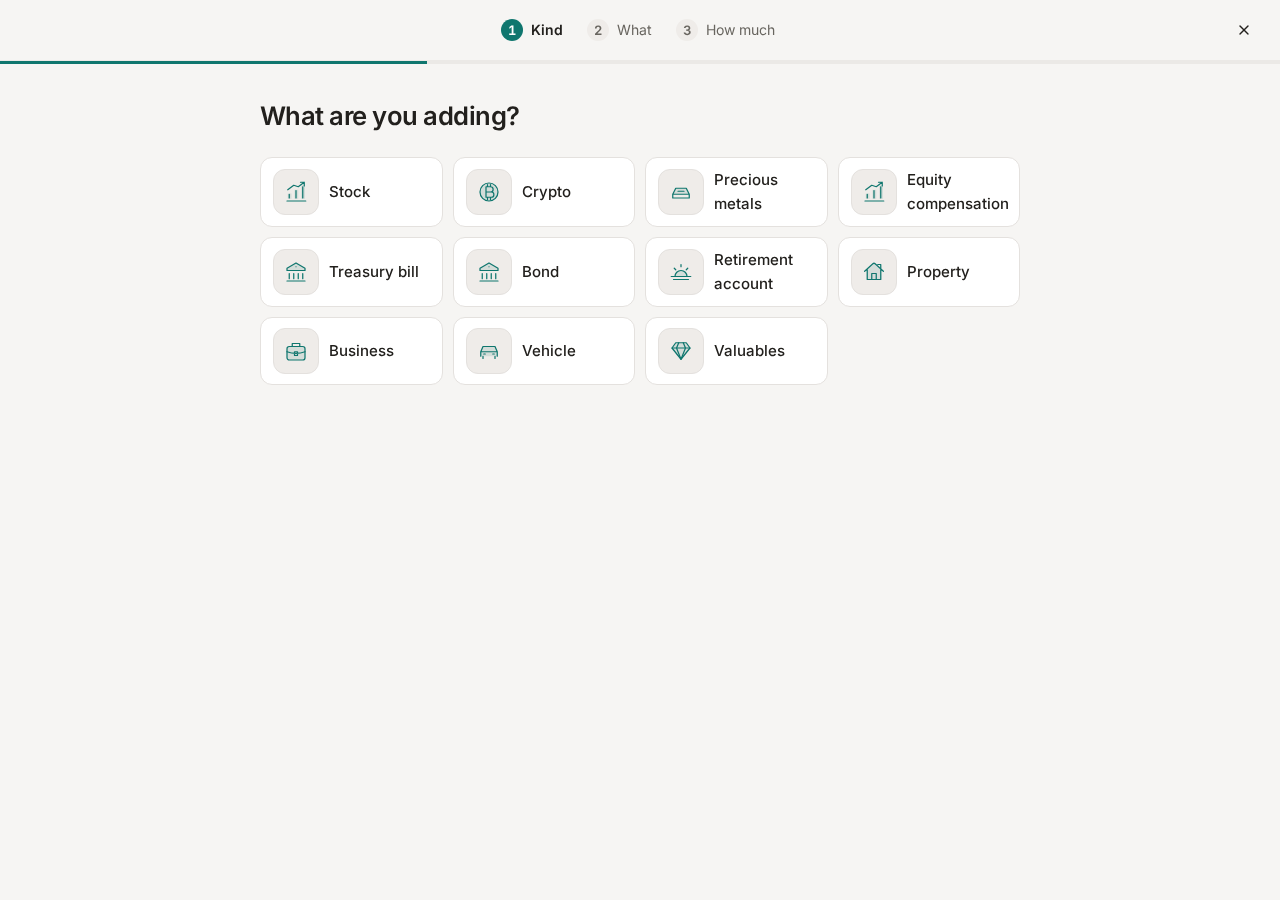 1 Kind 2 What 3 How much
What are you adding?
Stock
Crypto
Precious
metals
Equity
compensation
Treasury bill
Bond
Retirement
account
Property
Business
Vehicle
Valuables